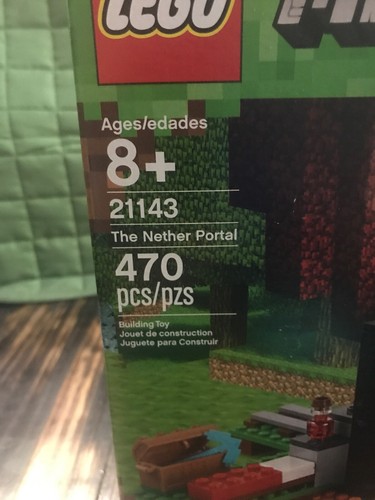 LEGO
Ages/edades
8+
21143
The Nether Portal
470
pcs/pzs
Building Toy
Jouet de construction
Juguete para Construir